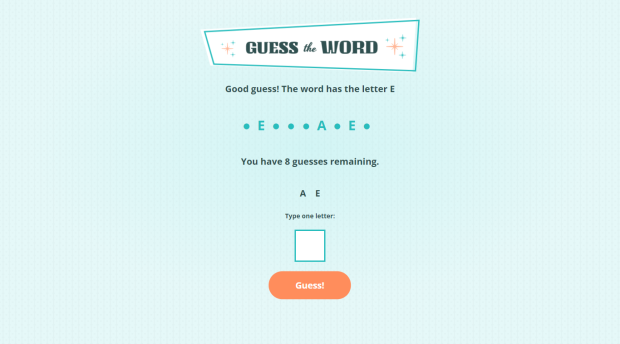 GUESS the WORD
Good guess! The word has the letter E
● E ● ● ● A ● E ●
You have 8 guesses remaining.
A E
Type one letter:
Guess!